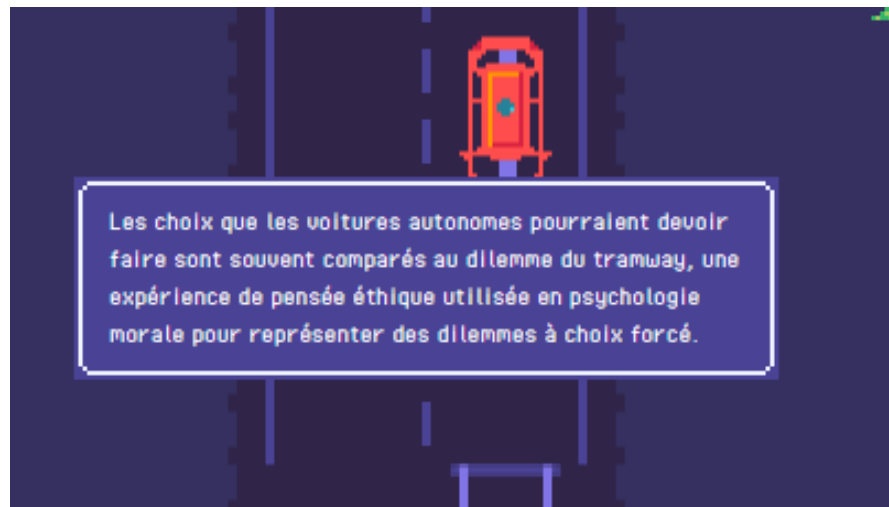 Les choix que les voitures autonomes pourraient devoir
faire sont souvent comparés au dilemme du tramway, une
expérience de pensée éthique utilisée en psychologie
morale pour représenter des dilemmes à choix forcé.